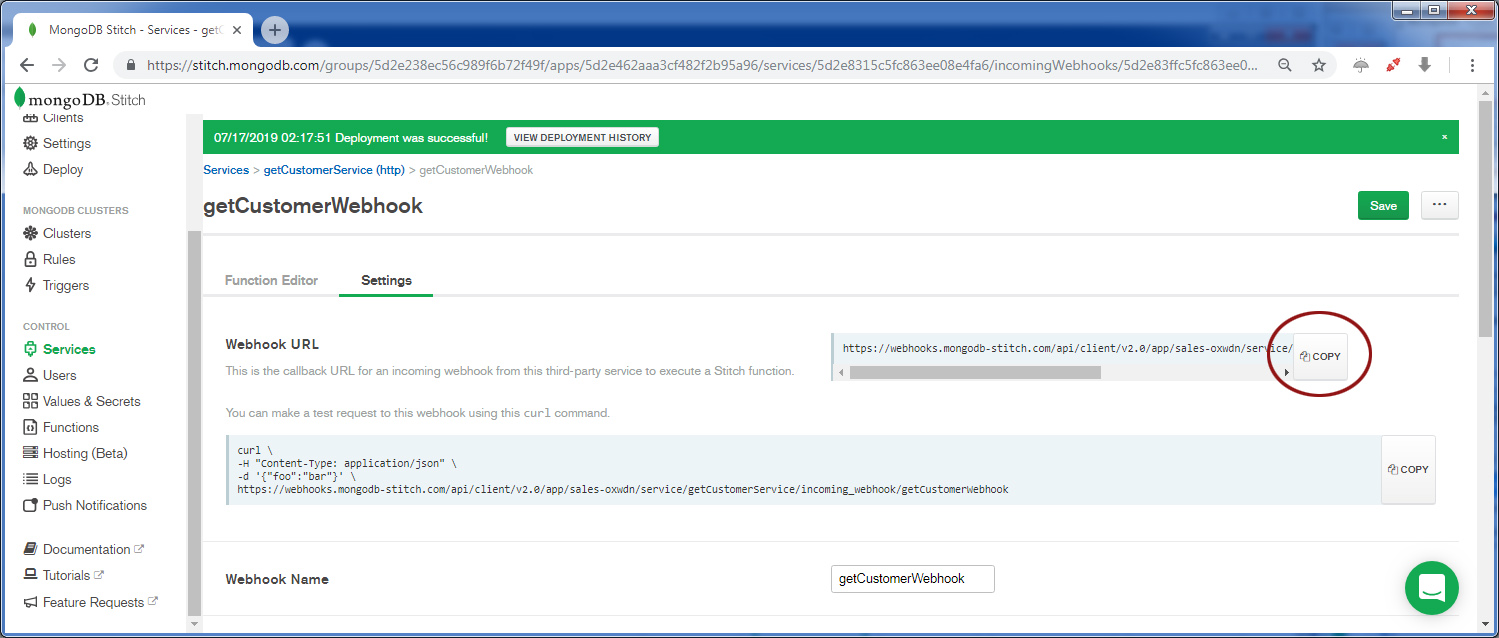 MongoDB Stitch - Services - get
https://stitch.mongodb.com/groups/5d2e238ec56c989f6b72f49f/apps/5d2e462aaa3cf482f2b95a96/services/5d2e8315c5fc863ee08e4fa6/incomingWebhooks/5d2e83ffc5fc863ee0...
mongoDB. Stitch
Clients
Settings
Deploy
MONGODB CLUSTERS
Clusters
Rules
Triggers
CONTROL
Services
Users
Values & Secrets
Functions
Hosting (Beta)
Logs
Push Notifications
Documentation
Tutorials
Feature Requests
07/17/2019 02:17:51 Deployment was successful! VIEW DEPLOYMENT HISTORY ×
Services > getCustomerService (http) > getCustomerWebhook
getCustomerWebhook
Save ...
Function Editor Settings
Webhook URL
This is the callback URL for an incoming webhook from this third-party service to execute a Stitch function.
https://webhooks.mongodb-stitch.com/api/client/v2.0/app/sales-oxwdn/service/
COPY
You can make a test request to this webhook using this curl command.
curl \
-H "Content-Type: application/json" \
-d '{"foo":"bar"}' \
https://webhooks.mongodb-stitch.com/api/client/v2.0/app/sales-oxwdn/service/getCustomerService/incoming_webhook/getCustomerWebhook
COPY
Webhook Name
getCustomerWebhook